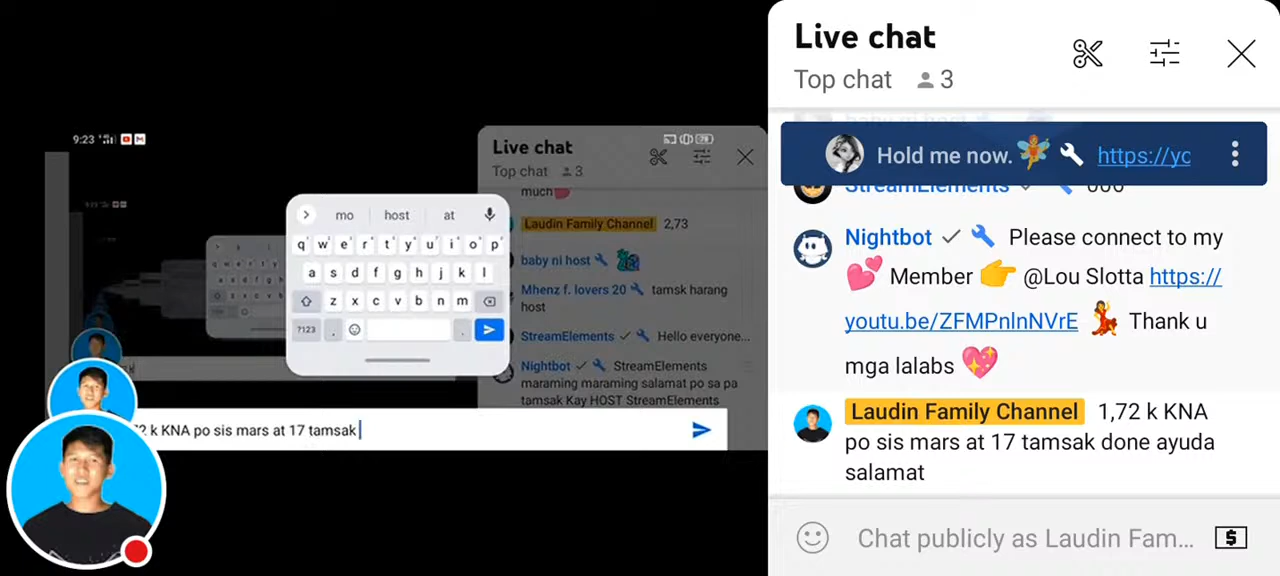 9:23
Live chat
Top chat 3
much
Laudin Family Channel 2,73
baby ni host
Mhenz f. lovers 20 tamsk harang
host
StreamElements Hello everyone...
Nightbot StreamElements
maraming maraming salamat po sa pa
tamsak Kay HOST StreamElements
mo host at
q w e r t y u i o p
a s d f g h j k l
z x c v b n m
?123 , .
2 k KNA po sis mars at 17 tamsak
Live chat
Top chat 3
baby ni host
Hold me now. https://yc
StreamElements
Nightbot Please connect to my
Member @Lou Slotta https://
youtu.be/ZFMPnlnNVrE Thank u
mga lalabs
Laudin Family Channel 1,72 k KNA
po sis mars at 17 tamsak done ayuda
salamat
Chat publicly as Laudin Fam...